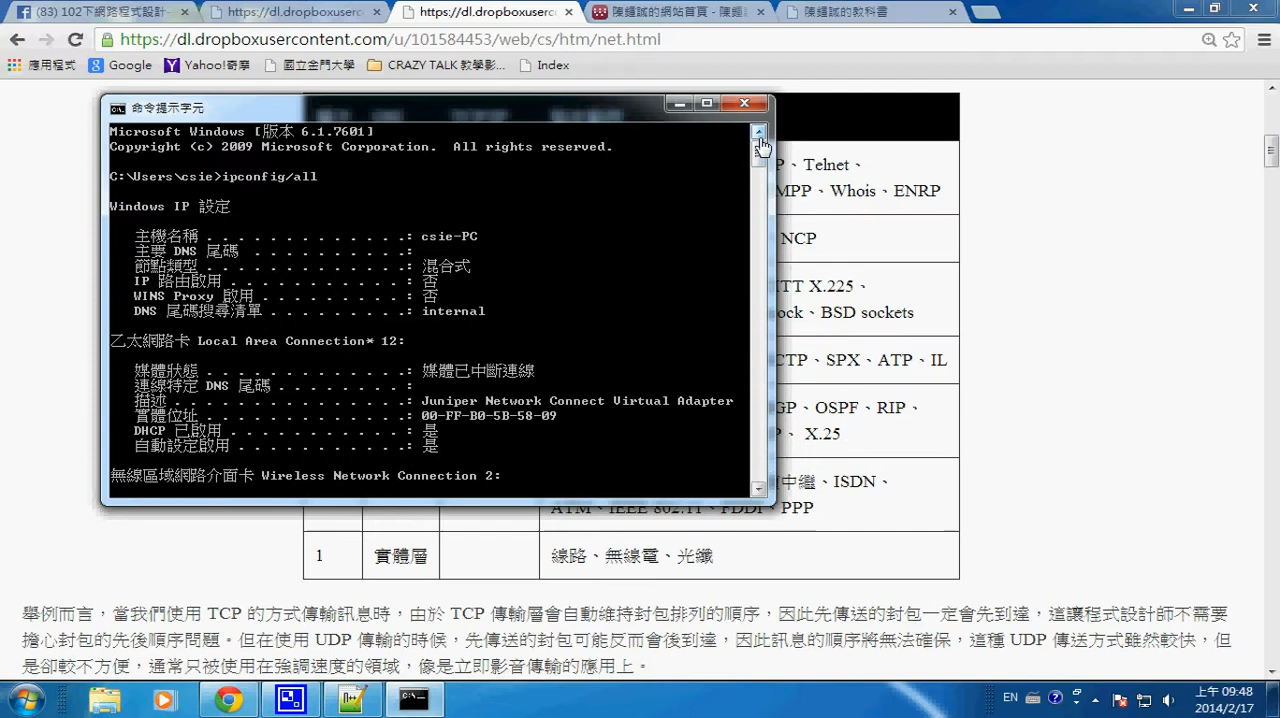 (83) 102下網路程式設計-
https://dl.dropboxuserc
https://dl.dropboxuserc
陳鍾誠的網站首頁 - 陳鍾誠
陳鍾誠的教科書
https://dl.dropboxusercontent.com/u/101584453/web/cs/htm/net.html
應用程式 Google Yahoo!奇摩 國立金門大學 CRAZY TALK 教學影... Index
命令提示字元
Microsoft Windows [版本 6.1.7601]
Copyright (c) 2009 Microsoft Corporation.  All rights reserved.
C:\Users\csie>ipconfig/all
Windows IP 設定
主機名稱 . . . . . . . . . . . . .: csie-PC
主要 DNS 尾碼 . . . . . . . . . . .:
節點類型 . . . . . . . . . . . . .: 混合式
IP 路由啟用 . . . . . . . . . . . .: 否
WINS Proxy 啟用 . . . . . . . . . .: 否
DNS 尾碼搜尋清單 . . . . . . . . .: internal
乙太網路卡 Local Area Connection* 12:
媒體狀態 . . . . . . . . . . . . .: 媒體已中斷連線
連線特定 DNS 尾碼 . . . . . . . . .:
描述 . . . . . . . . . . . . . . .: Juniper Network Connect Virtual Adapter
實體位址 . . . . . . . . . . . . .: 00-FF-B0-5B-58-09
DHCP 已啟用 . . . . . . . . . . . .: 是
自動設定啟用 . . . . . . . . . . .: 是
無線區域網路介面卡 Wireless Network Connection 2:
P、Telnet、
MPP、Whois、ENRP
NCP
ITT X.225、
ock、BSD sockets
CTP、SPX、ATP、IL
GP、OSPF、RIP、
P、 X.25
中繼、ISDN、
ATM、IEEE 802.11、FDDI、PPP
1 實體層 線路、無線電、光纖
舉例而言，當我們使用 TCP 的方式傳輸訊息時，由於 TCP 傳輸層會自動維持封包排列的順序，因此先傳送的封包一定會先到達，這讓程式設計師不需要
擔心封包的先後順序問題。但在使用 UDP 傳輸的時候，先傳送的封包可能反而會後到達，因此訊息的順序將無法確保，這種 UDP 傳送方式雖然較快，但
是卻較不方便，通常只被使用在強調速度的領域，像是立即影音傳輸的應用上。
EN
上午 09:48
2014/2/17